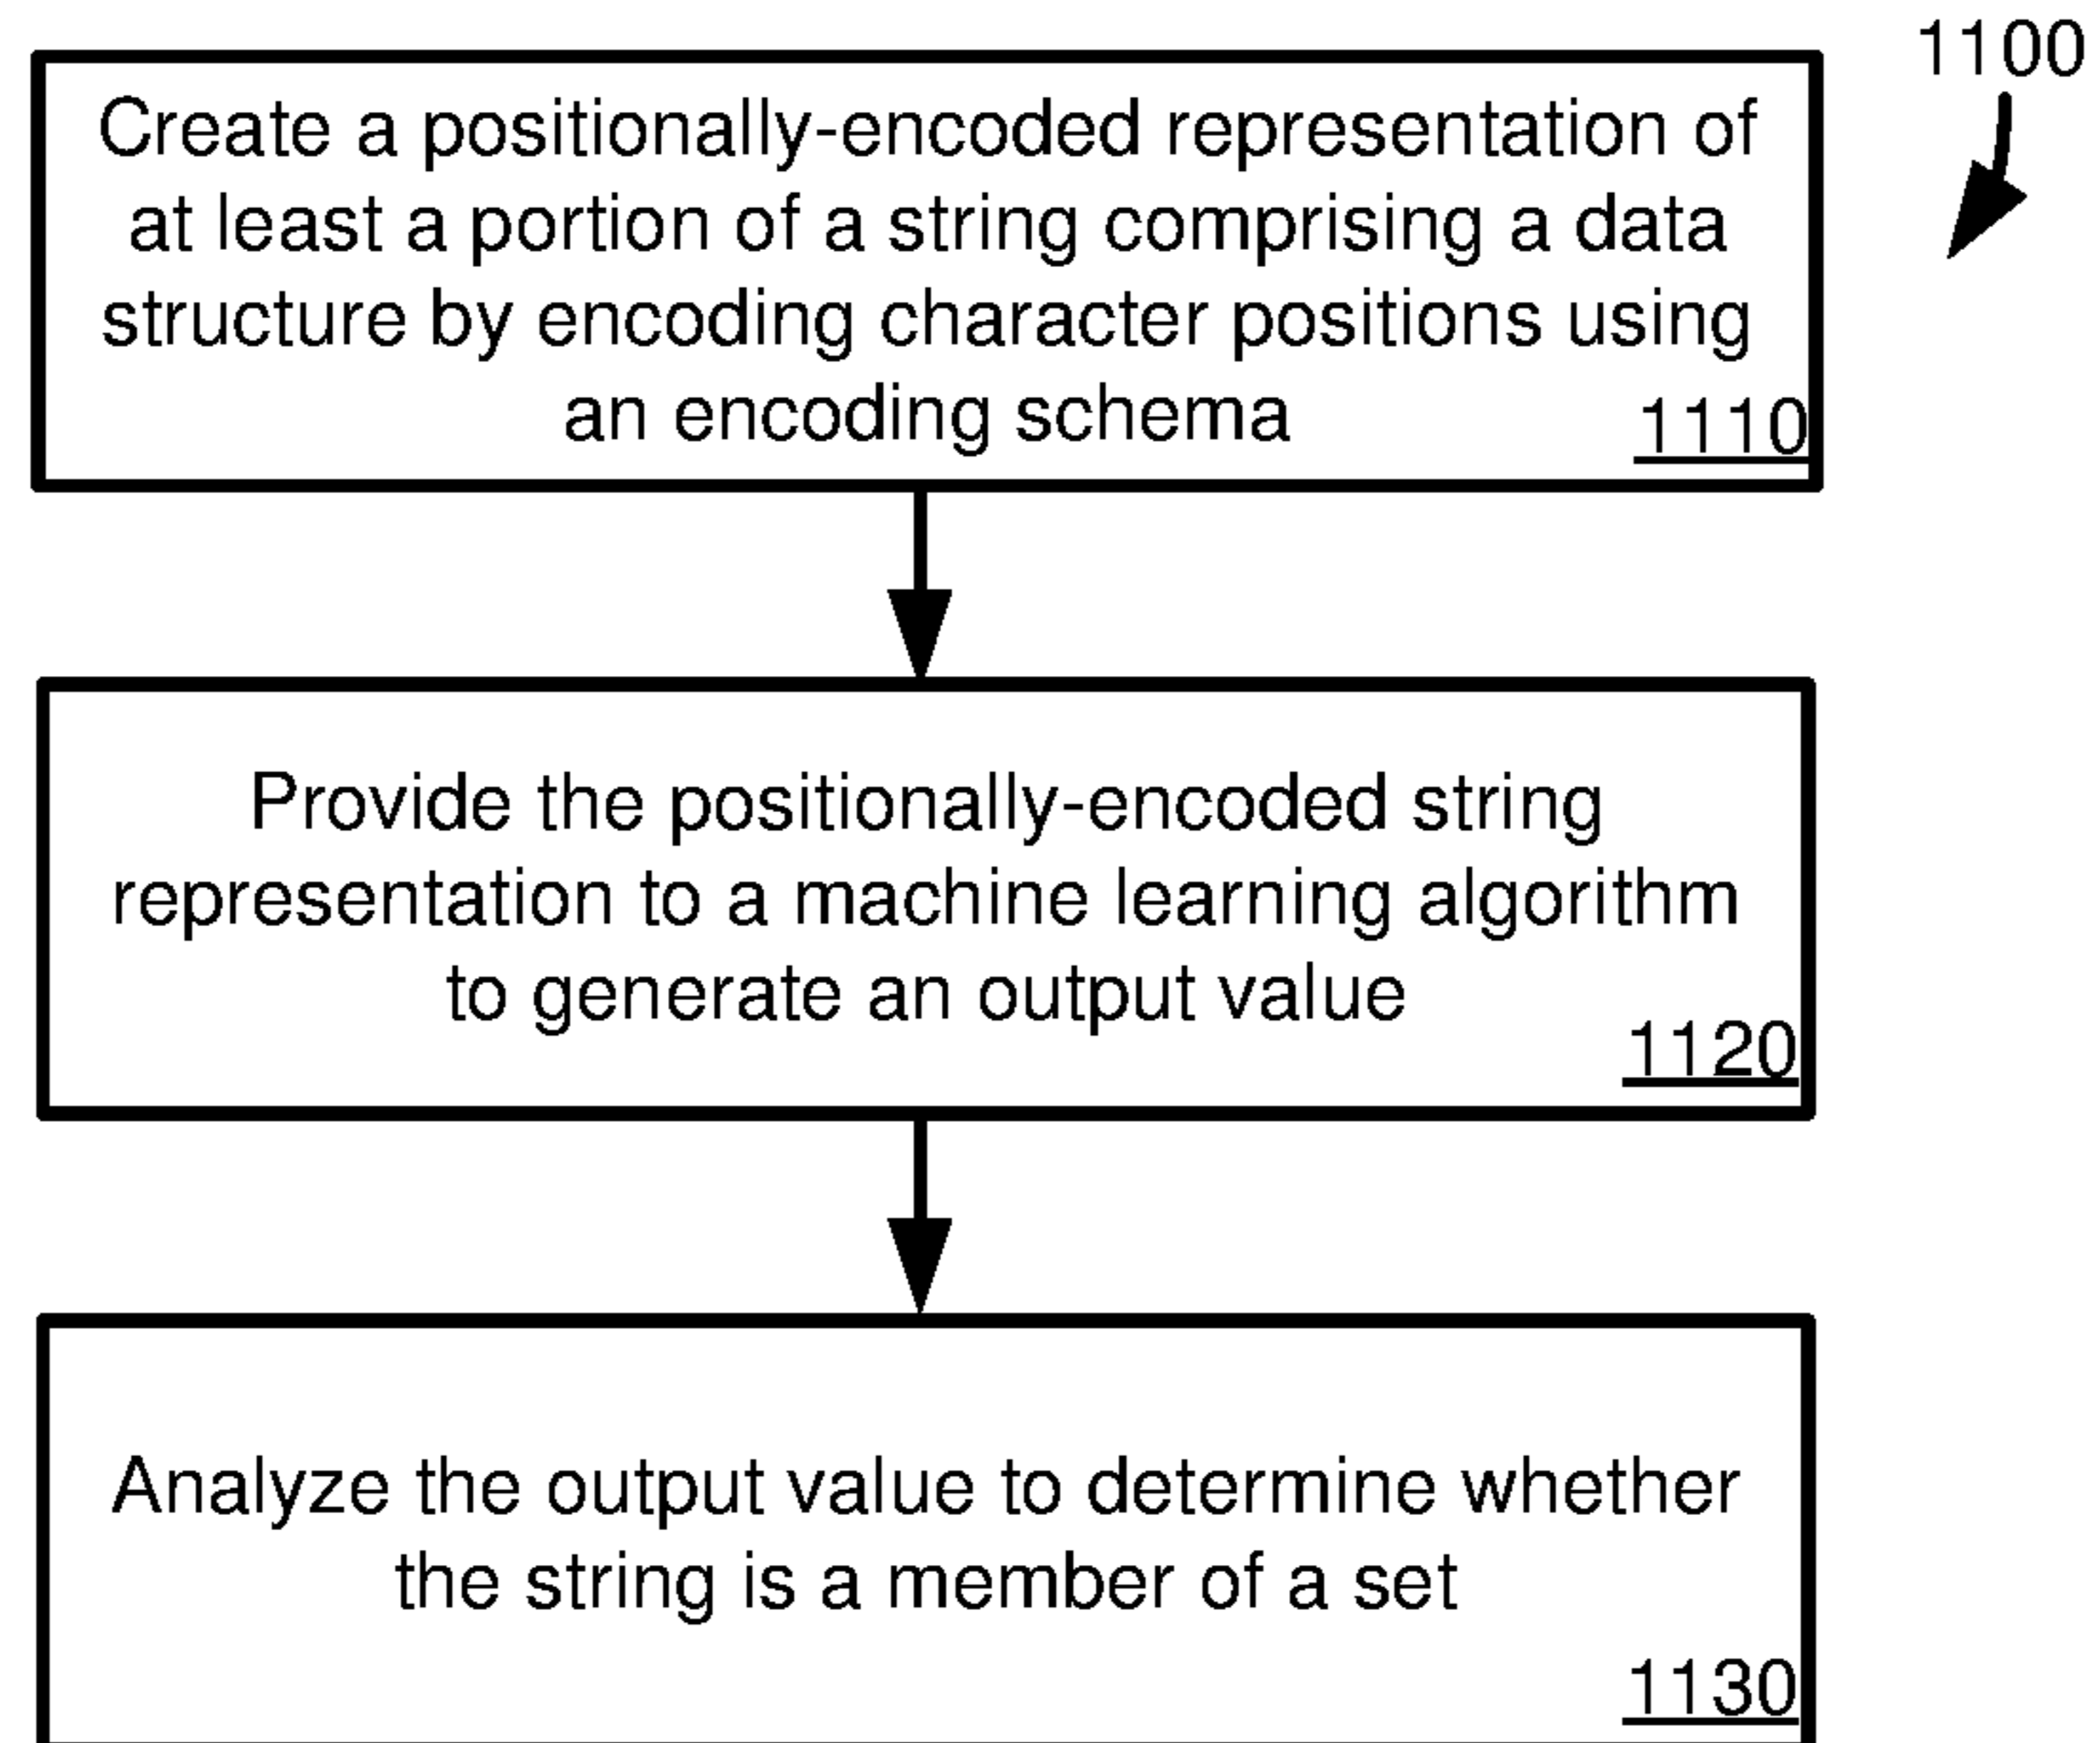 1100
Create a positionally-encoded representation of
at least a portion of a string comprising a data
structure by encoding character positions using
an encoding schema
1110
Provide the positionally-encoded string
representation to a machine learning algorithm
to generate an output value
1120
Analyze the output value to determine whether
the string is a member of a set
1130